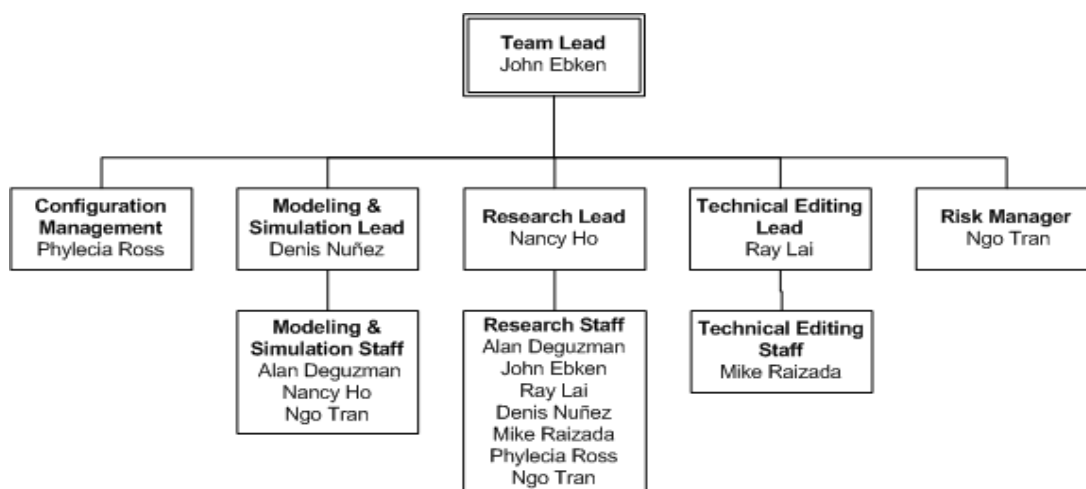 Team Lead
John Ebken
Configuration
Management
Phylecia Ross
Modeling &
Simulation Lead
Denis Nuñez
Research Lead
Nancy Ho
Technical Editing
Lead
Ray Lai
Risk Manager
Ngo Tran
Modeling &
Simulation Staff
Alan Deguzman
Nancy Ho
Ngo Tran
Research Staff
Alan Deguzman
John Ebken
Ray Lai
Denis Nuñez
Mike Raizada
Phylecia Ross
Ngo Tran
Technical Editing
Staff
Mike Raizada